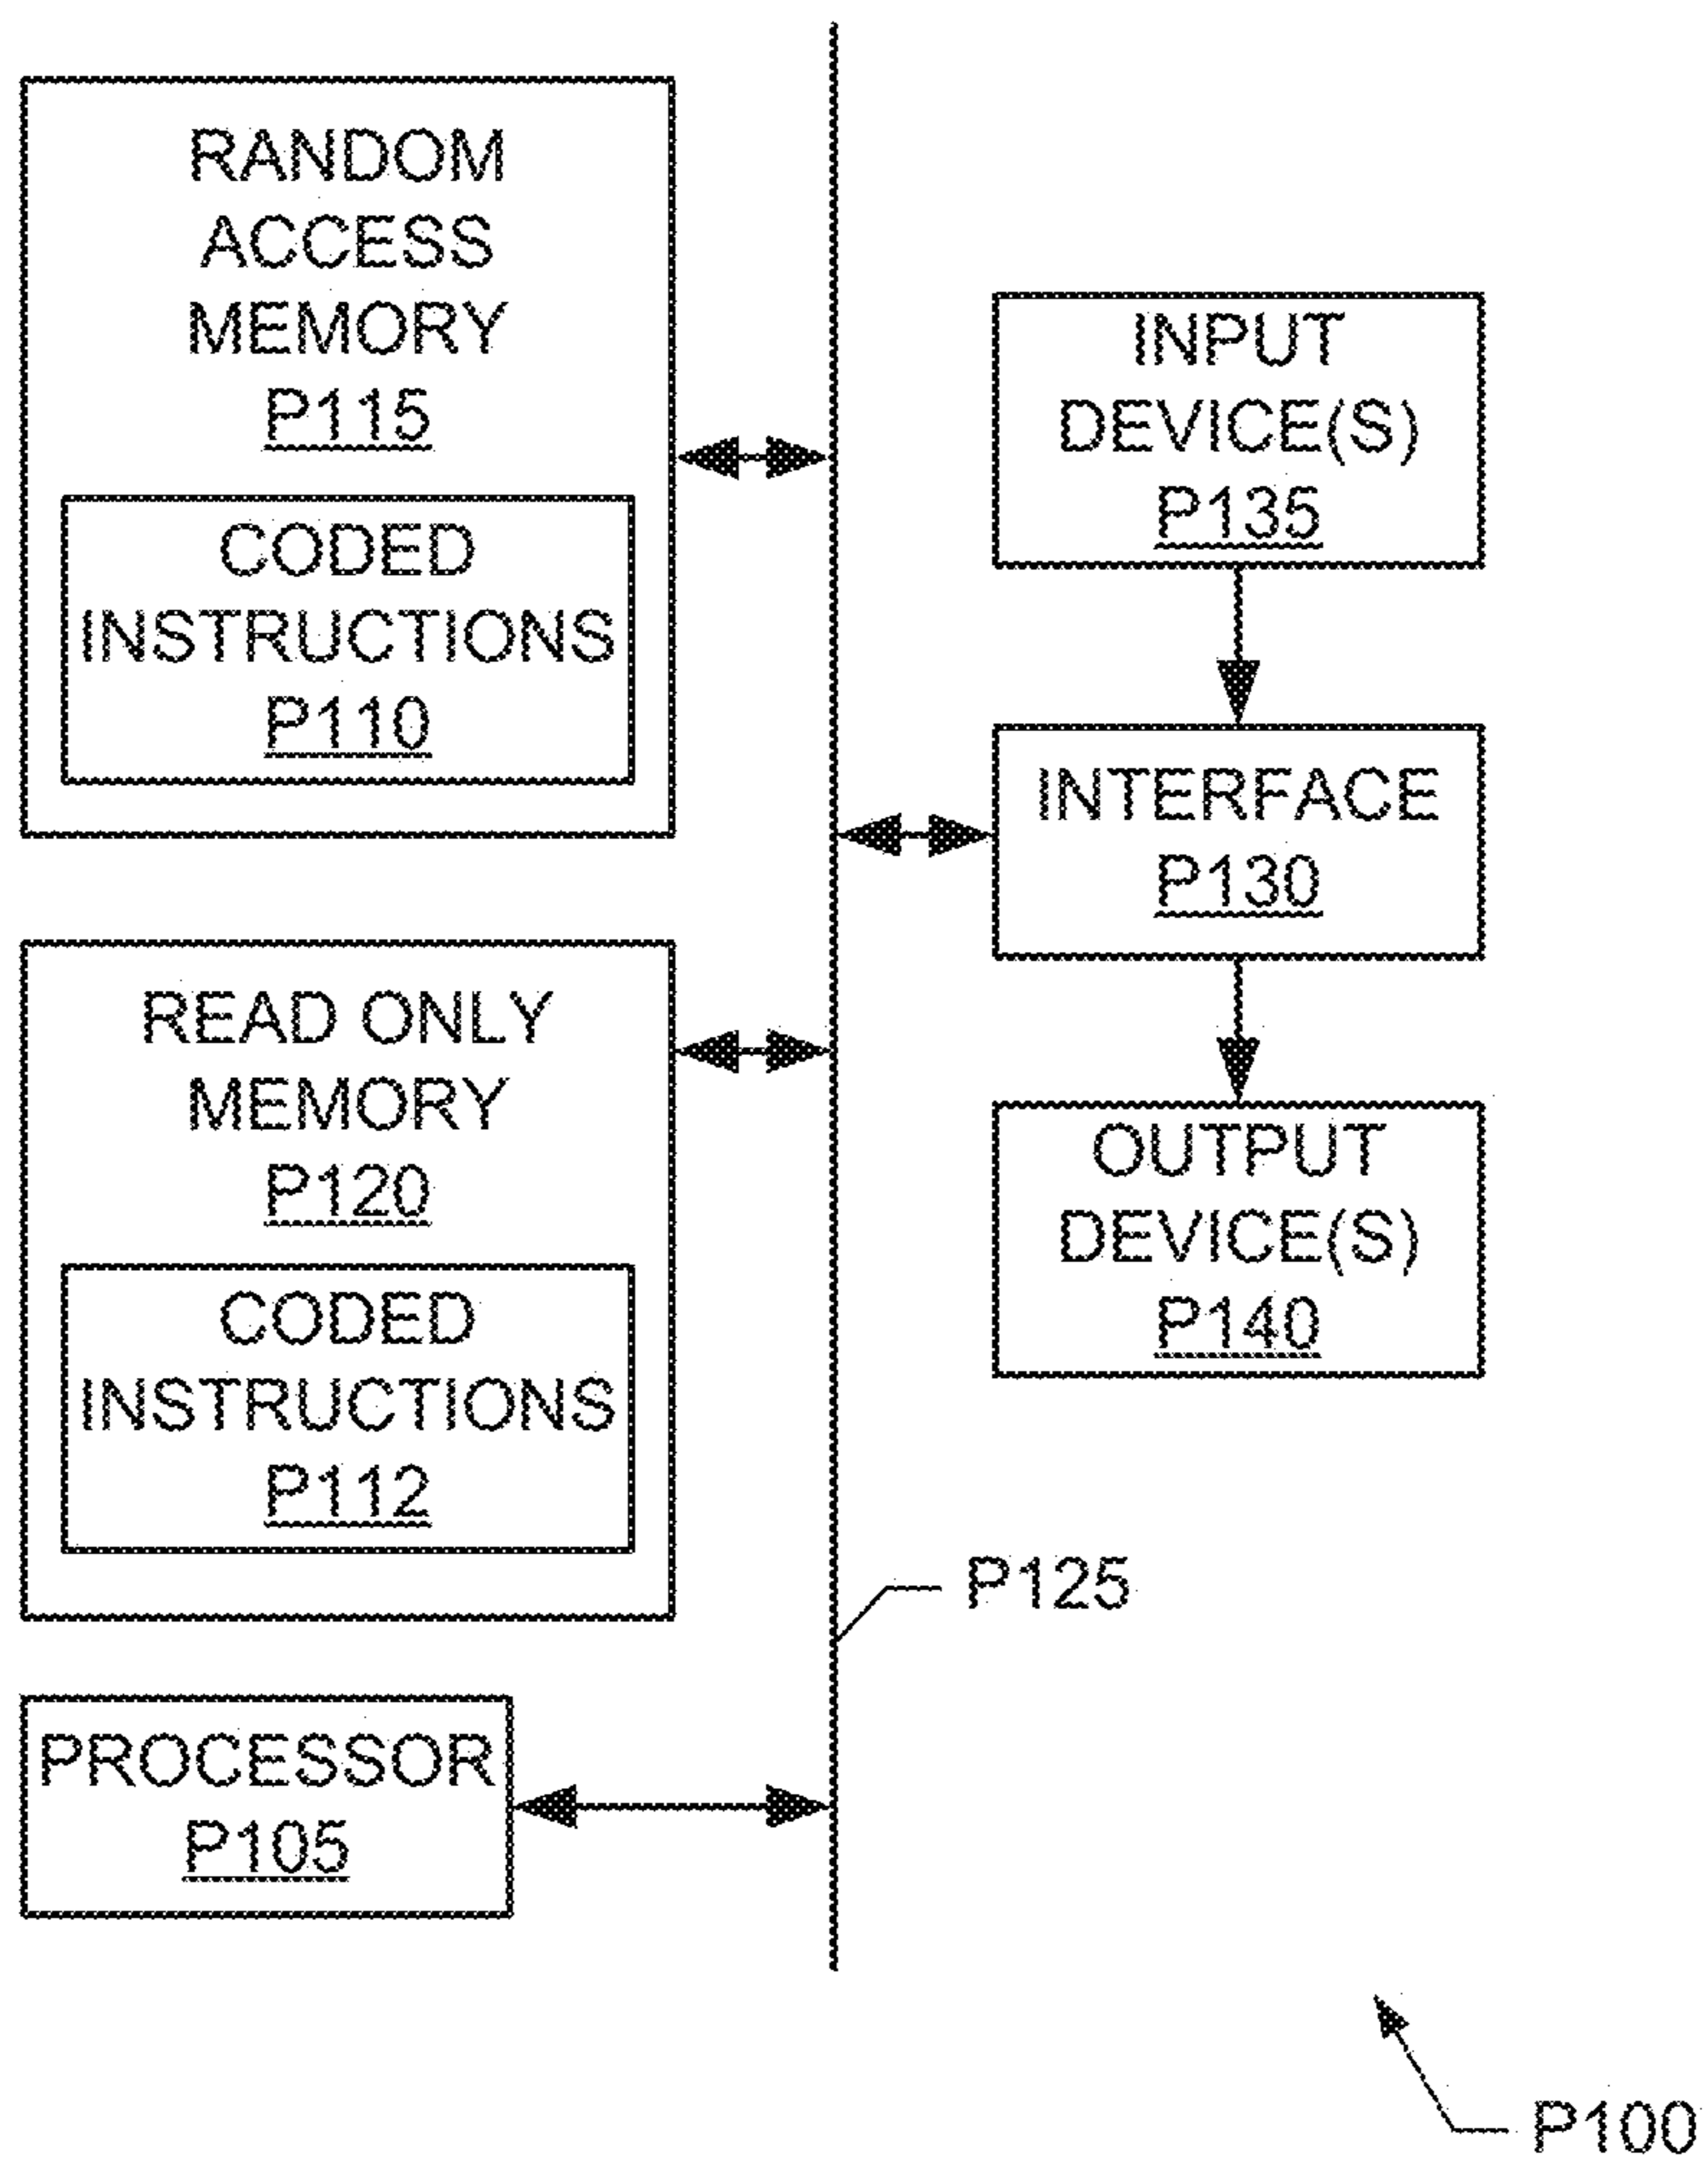 RANDOM
ACCESS
MEMORY
P115
CODED
INSTRUCTIONS
P110
READ ONLY
MEMORY
P120
CODED
INSTRUCTIONS
P112
PROCESSOR
P105
INPUT
DEVICE(S)
P135
INTERFACE
P130
OUTPUT
DEVICE(S)
P140
P125
P100